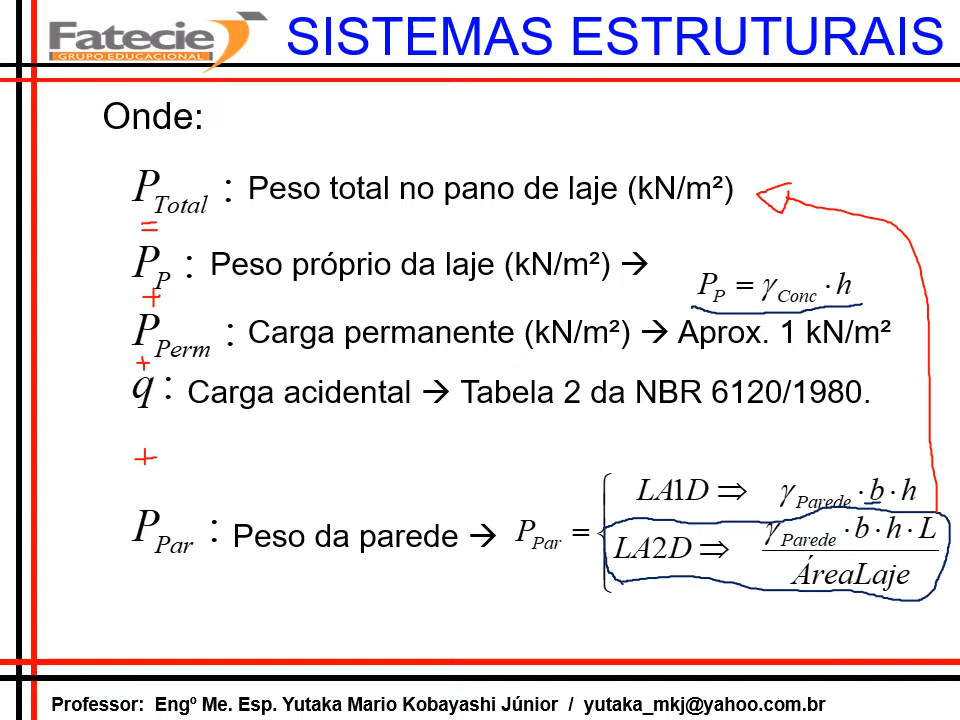 Fatecie
GRUPO EDUCACIONAL
SISTEMAS ESTRUTURAIS
Onde:
P_Total : Peso total no pano de laje (kN/m²)
=
P_P : Peso próprio da laje (kN/m²) → P_P = γ_Conc · h
+
P_Perm : Carga permanente (kN/m²) → Aprox. 1 kN/m²
+
q : Carga acidental → Tabela 2 da NBR 6120/1980.
+
P_Par : Peso da parede → P_Par = {
LA1D ⇒ γ_Parede · b · h
LA2D ⇒ γ_Parede · b · h · L
ÁreaLaje
Professor: Engº Me. Esp. Yutaka Mario Kobayashi Júnior / yutaka_mkj@yahoo.com.br